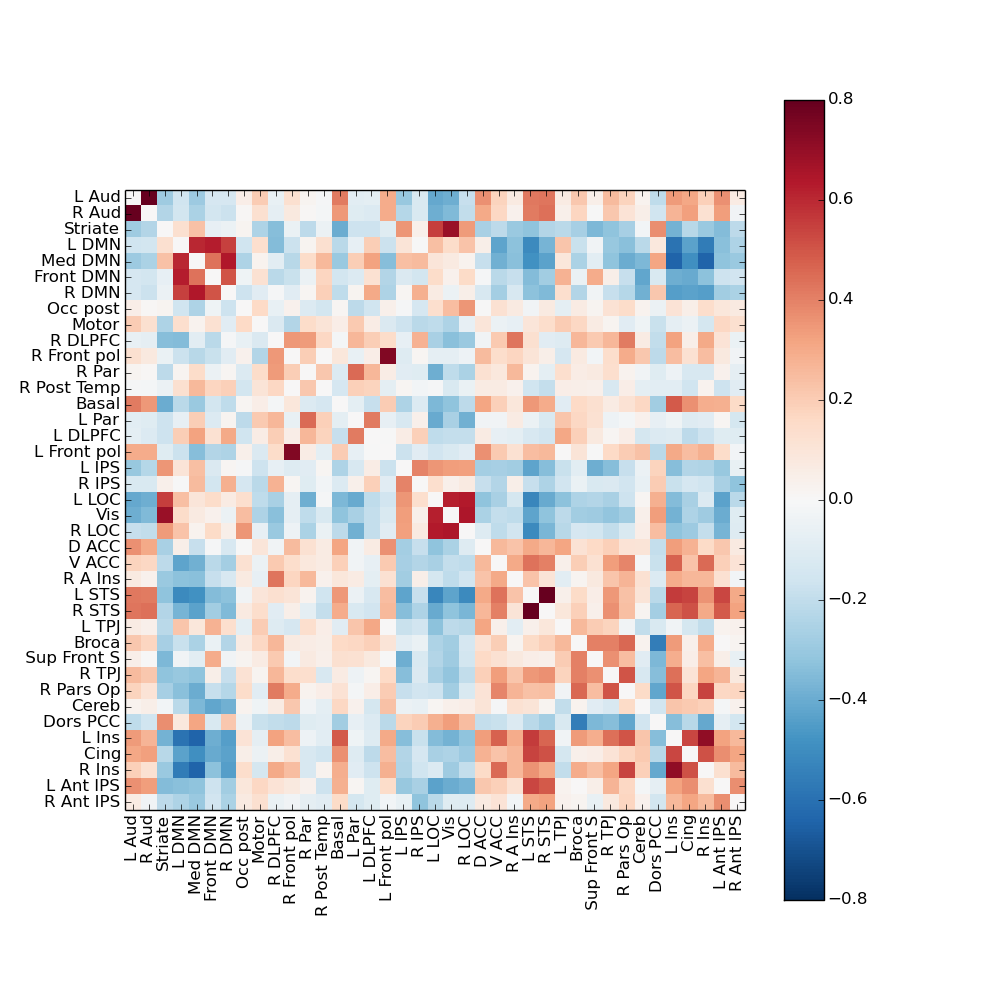 L Aud
R Aud
Striate
L DMN
Med DMN
Front DMN
R DMN
Occ post
Motor
R DLPFC
R Front pol
R Par
R Post Temp
Basal
L Par
L DLPFC
L Front pol
L IPS
R IPS
L LOC
Vis
R LOC
D ACC
V ACC
R A Ins
L STS
R STS
L TPJ
Broca
Sup Front S
R TPJ
R Pars Op
Cereb
Dors PCC
L Ins
Cing
R Ins
L Ant IPS
R Ant IPS
L Aud
R Aud
Striate
L DMN
Med DMN
Front DMN
R DMN
Occ post
Motor
R DLPFC
R Front pol
R Par
R Post Temp
Basal
L Par
L DLPFC
L Front pol
L IPS
R IPS
L LOC
Vis
R LOC
D ACC
V ACC
R A Ins
L STS
R STS
L TPJ
Broca
Sup Front S
R TPJ
R Pars Op
Cereb
Dors PCC
L Ins
Cing
R Ins
L Ant IPS
R Ant IPS
0.8
0.6
0.4
0.2
0.0
−0.2
−0.4
−0.6
−0.8